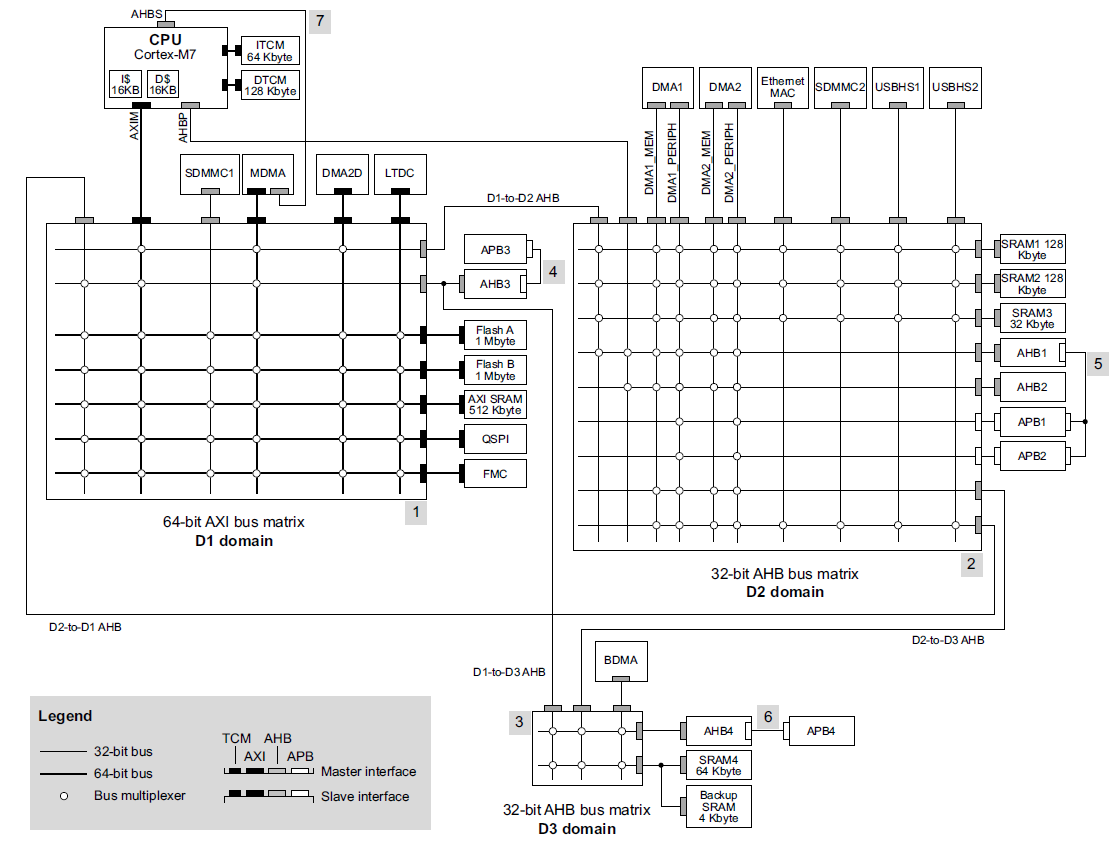 AHBS
7
CPU
Cortex-M7
I$
16KB
D$
16KB
ITCM
64 Kbyte
DTCM
128 Kbyte
AXIM
AHBP
SDMMC1
MDMA
DMA2D
LTDC
DMA1
DMA2
Ethernet
MAC
SDMMC2
USBHS1
USBHS2
DMA1_MEM
DMA1_PERIPH
DMA2_MEM
DMA2_PERIPH
D1-to-D2 AHB
APB3
4
AHB3
Flash A
1 Mbyte
Flash B
1 Mbyte
AXI SRAM
512 Kbyte
QSPI
FMC
1
64-bit AXI bus matrix
D1 domain
SRAM1 128
Kbyte
SRAM2 128
Kbyte
SRAM3
32 Kbyte
AHB1
5
AHB2
APB1
APB2
2
32-bit AHB bus matrix
D2 domain
D2-to-D1 AHB
D2-to-D3 AHB
D1-to-D3 AHB
BDMA
3
AHB4
6
APB4
SRAM4
64 Kbyte
Backup
SRAM
4 Kbyte
32-bit AHB bus matrix
D3 domain
Legend
32-bit bus
64-bit bus
Bus multiplexer
TCM AHB
AXI APB
Master interface
Slave interface